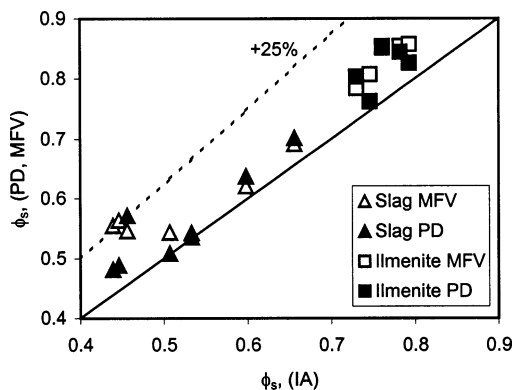 0.9
+25%
0.8
0.7
0.6
0.5
0.4
ϕs, (PD, MFV)
Slag MFV
Slag PD
Ilmenite MFV
Ilmenite PD
0.4 0.5 0.6 0.7 0.8 0.9
ϕs, (IA)